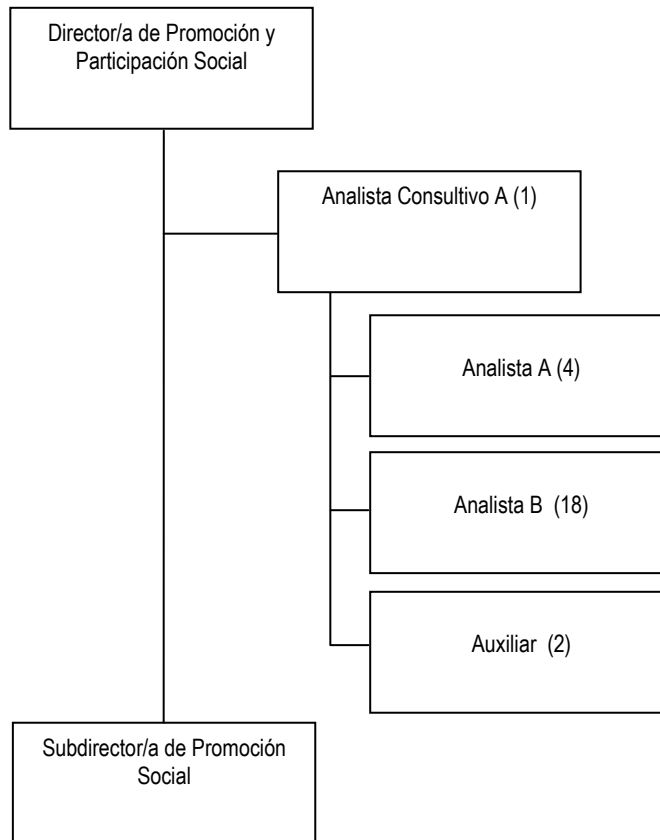 Director/a de Promoción y
Participación Social
Analista Consultivo A (1)
Analista A (4)
Analista B  (18)
Auxiliar  (2)
Subdirector/a de Promoción
Social